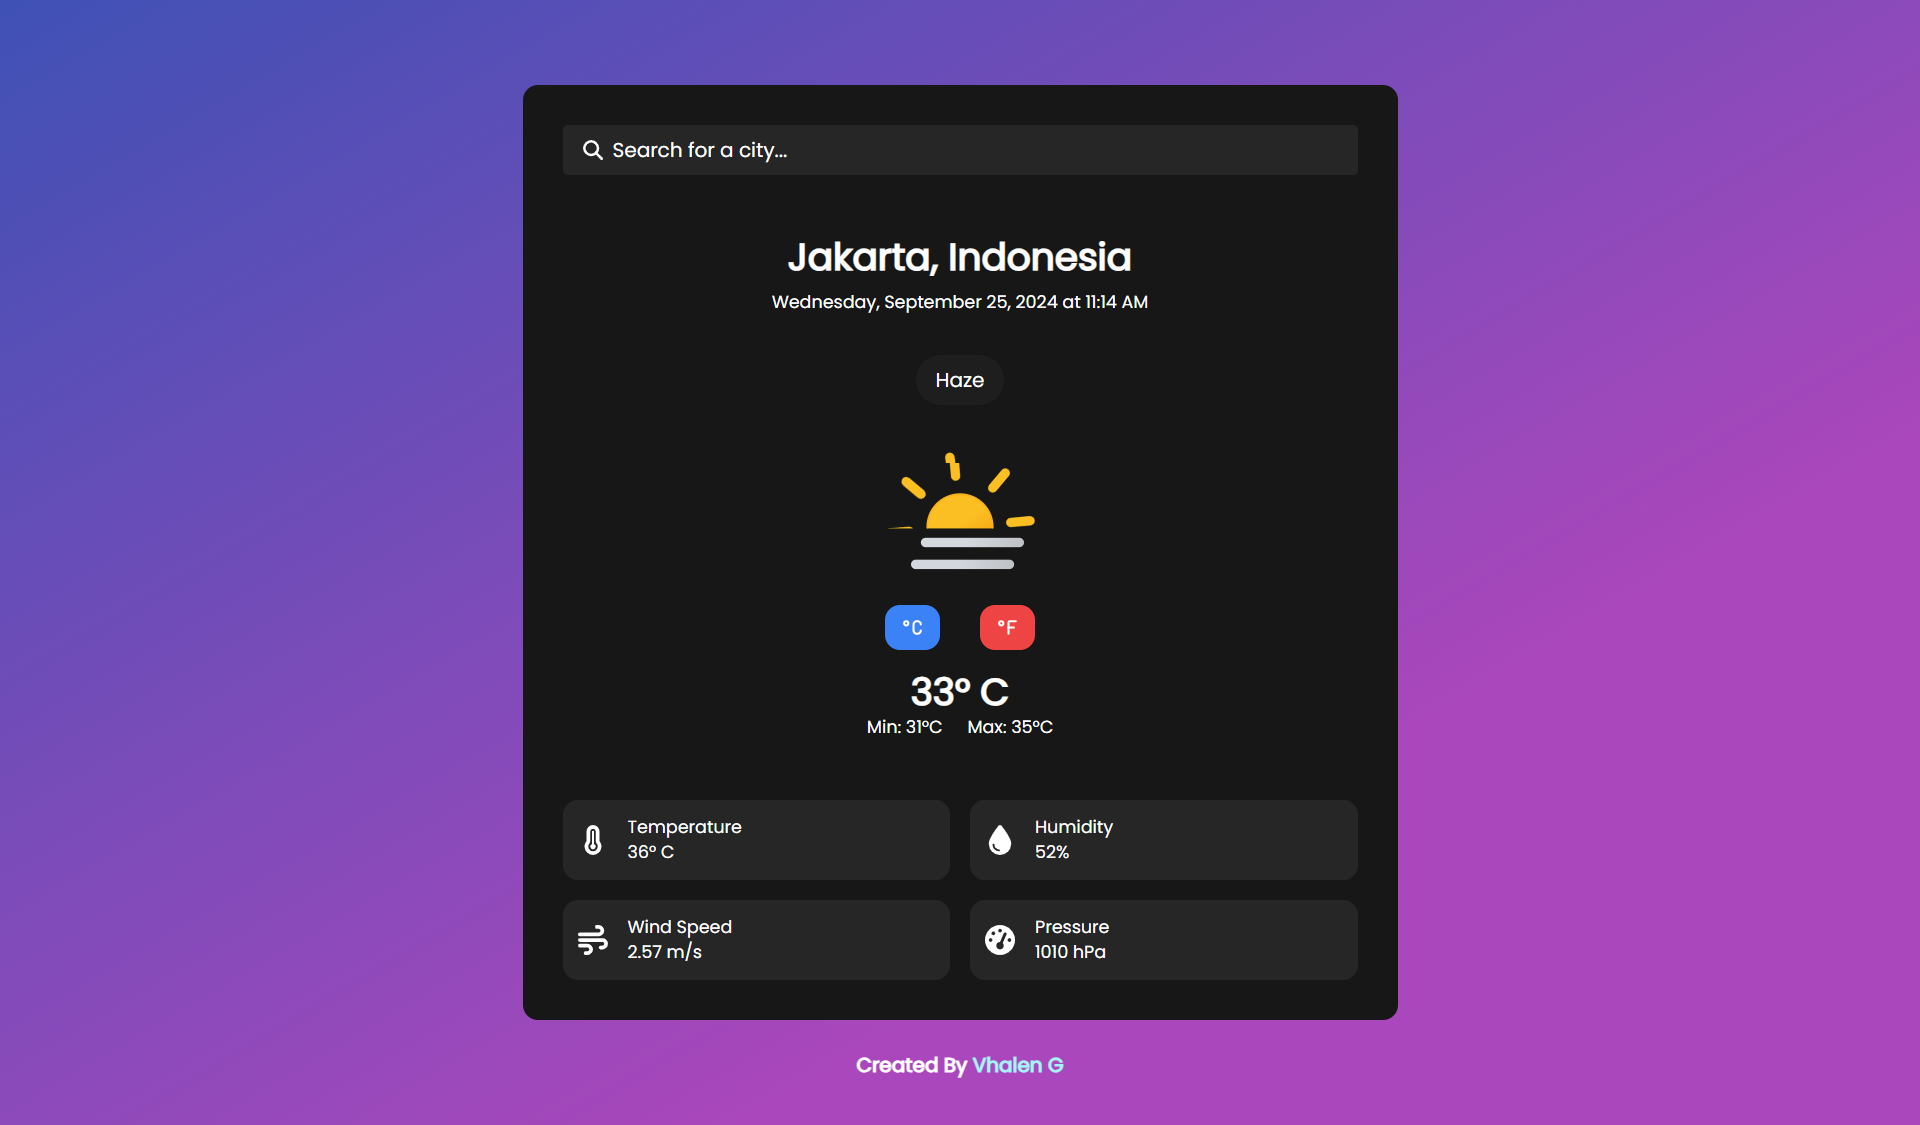 Search for a city...
Jakarta, Indonesia
Wednesday, September 25, 2024 at 11:14 AM
Haze
°C
°F
33° C
Min: 31°C Max: 35°C
Temperature
36° C
Humidity
52%
Wind Speed
2.57 m/s
Pressure
1010 hPa
Created By Vhalen G